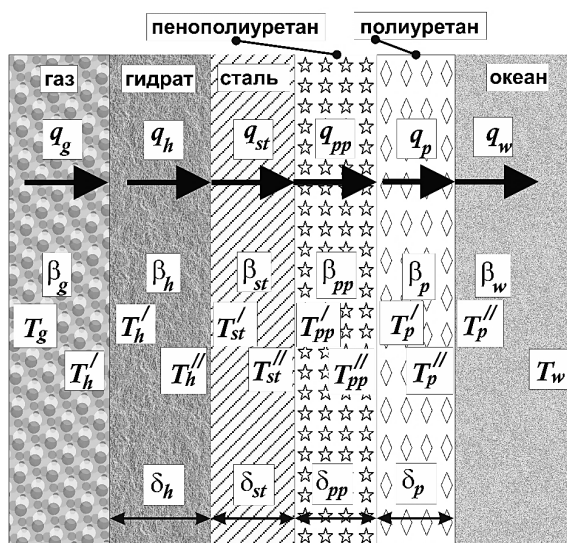 пенополиуретан полиуретан
газ гидрат сталь океан
q_g q_h q_st q_pp q_p q_w
β_g β_h β_st β_pp β_p β_w
T_g T_h^/ T_st^/ T_pp^/ T_p^/ T_p^//
T_h^/ T_h^// T_st^// T_pp^// T_p^// T_w
δ_h δ_st δ_pp δ_p